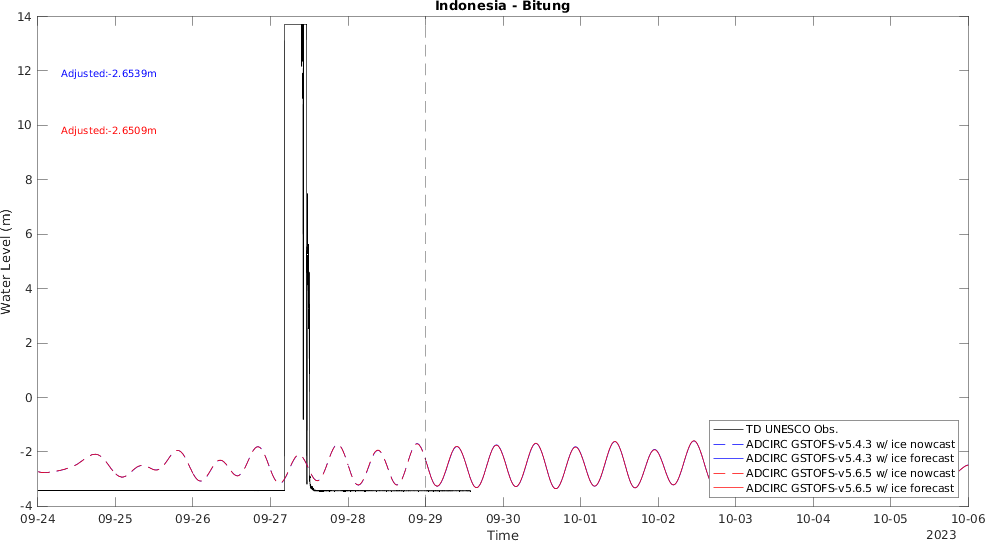 Indonesia - Bitung
14
12
10
8
6
4
2
0
-2
-4
Water Level (m)
Adjusted:-2.6539m
Adjusted:-2.6509m
TD UNESCO Obs.
ADCIRC GSTOFS-v5.4.3 w/ ice nowcast
ADCIRC GSTOFS-v5.4.3 w/ ice forecast
ADCIRC GSTOFS-v5.6.5 w/ ice nowcast
ADCIRC GSTOFS-v5.6.5 w/ ice forecast
09-24 09-25 09-26 09-27 09-28 09-29 09-30 10-01 10-02 10-03 10-04 10-05 10-06
Time
2023